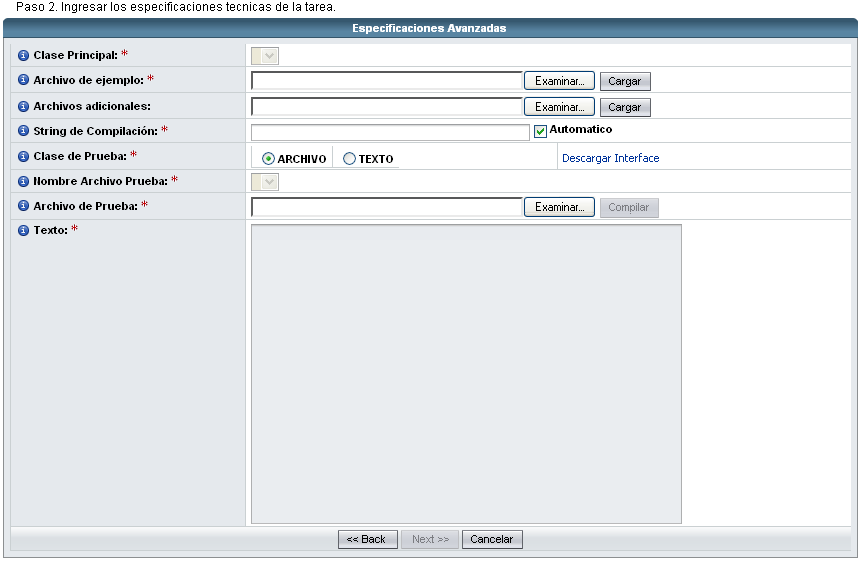 Paso 2. Ingresar los especificaciones tecnicas de la tarea.
Especificaciones Avanzadas
Clase Principal: *
Archivo de ejemplo: * Examinar... Cargar
Archivos adicionales: Examinar... Cargar
String de Compilación: * Automatico
Clase de Prueba: * ARCHIVO TEXTO Descargar Interface
Nombre Archivo Prueba: *
Archivo de Prueba: * Examinar... Compilar
Texto: *
<< Back Next >> Cancelar